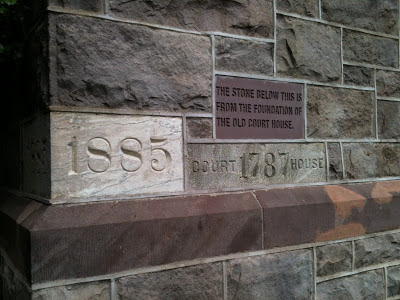 THE STONE BELOW THIS IS
FROM THE FOUNDATION OF
THE OLD COURT HOUSE.
1885
COURT 1787 HOUSE